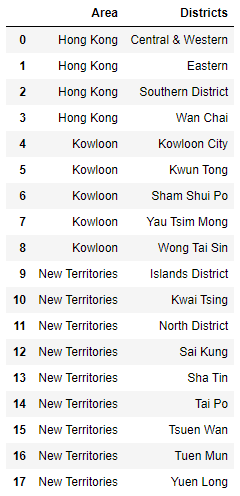 Area Districts
0 Hong Kong Central & Western
1 Hong Kong Eastern
2 Hong Kong Southern District
3 Hong Kong Wan Chai
4 Kowloon Kowloon City
5 Kowloon Kwun Tong
6 Kowloon Sham Shui Po
7 Kowloon Yau Tsim Mong
8 Kowloon Wong Tai Sin
9 New Territories Islands District
10 New Territories Kwai Tsing
11 New Territories North District
12 New Territories Sai Kung
13 New Territories Sha Tin
14 New Territories Tai Po
15 New Territories Tsuen Wan
16 New Territories Tuen Mun
17 New Territories Yuen Long